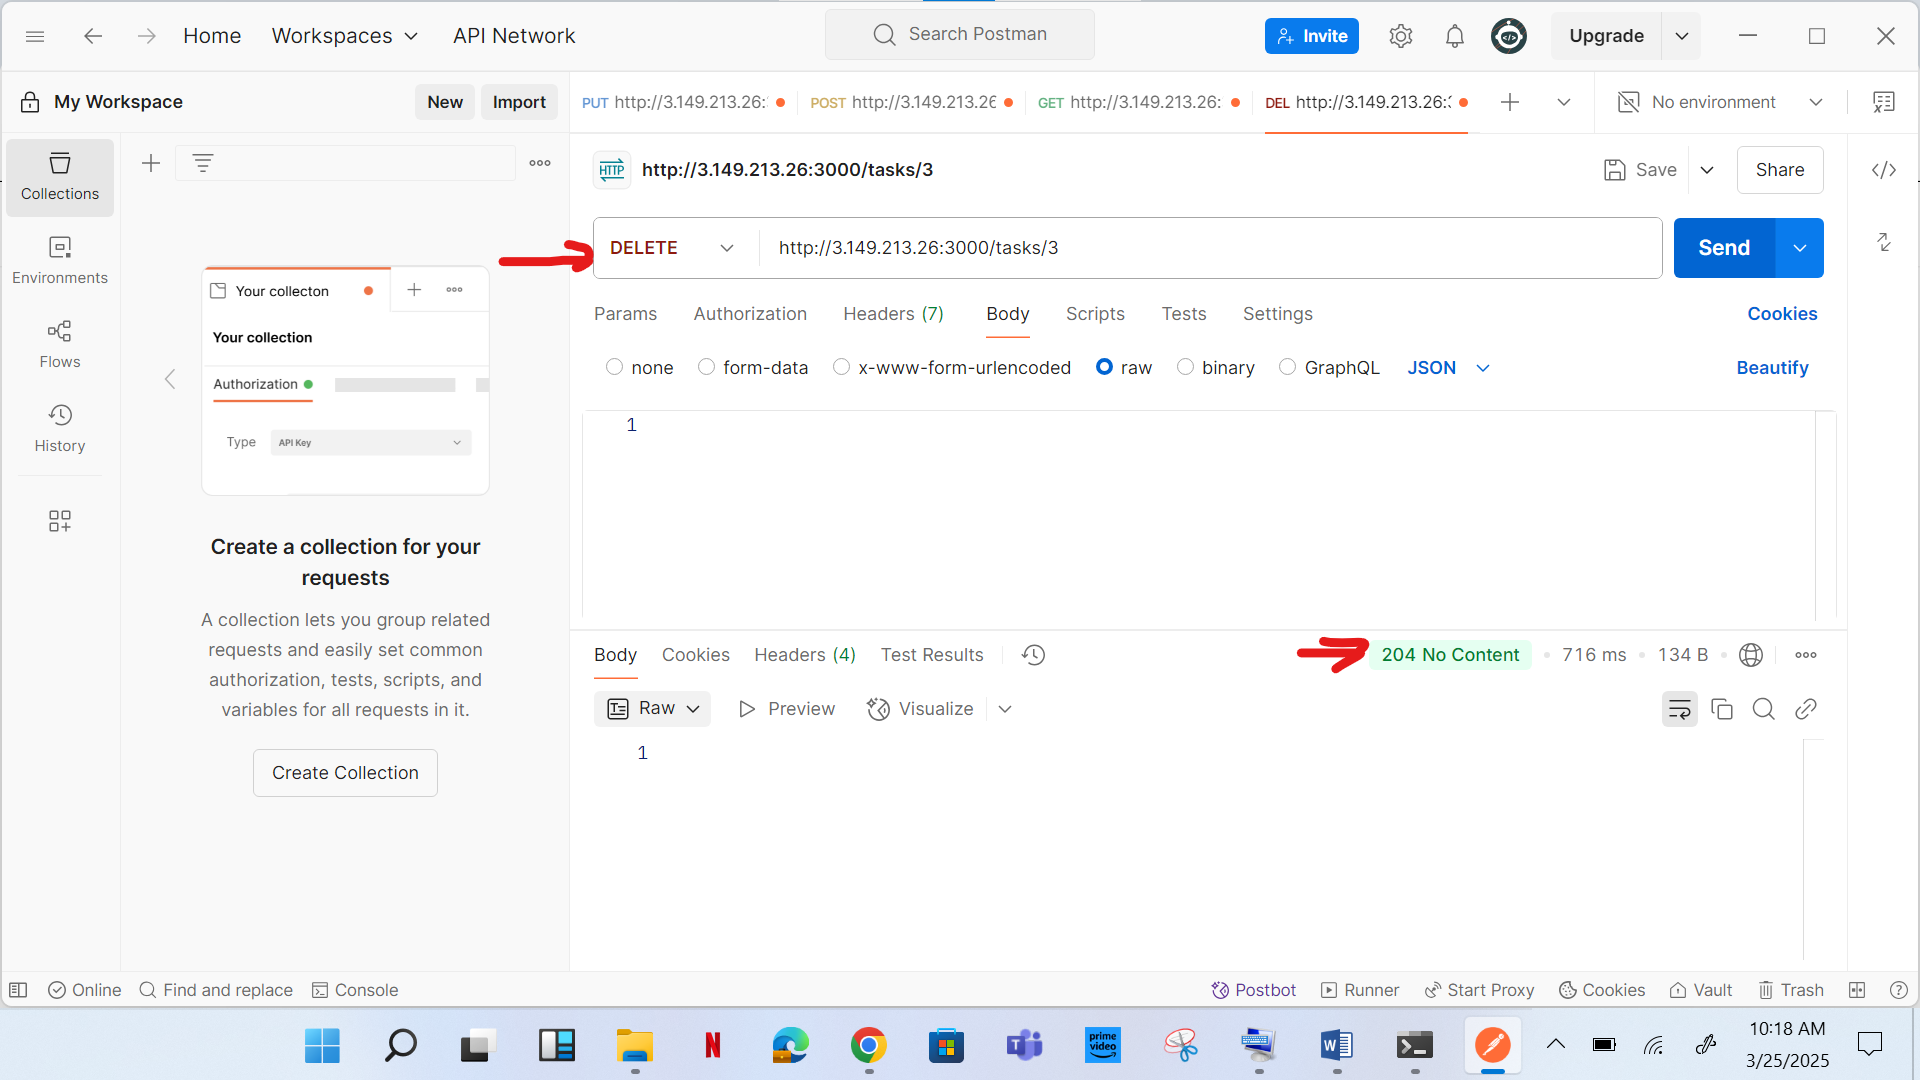 Home Workspaces API Network Search Postman Invite Upgrade
My Workspace New Import PUT http://3.149.213.26: POST http://3.149.213.26 GET http://3.149.213.26: DEL http://3.149.213.26: No environment
Collections
Environments
Flows
History
Your collecton
Your collection
Authorization
Type API Key
Create a collection for your
requests
A collection lets you group related
requests and easily set common
authorization, tests, scripts, and
variables for all requests in it.
Create Collection
HTTP http://3.149.213.26:3000/tasks/3 Save Share
DELETE http://3.149.213.26:3000/tasks/3 Send
Params Authorization Headers (7) Body Scripts Tests Settings Cookies
none form-data x-www-form-urlencoded raw binary GraphQL JSON Beautify
1
Body Cookies Headers (4) Test Results 204 No Content 716 ms 134 B
Raw Preview Visualize
1
Online Find and replace Console Postbot Runner Start Proxy Cookies Vault Trash
prime video
10:18 AM
3/25/2025